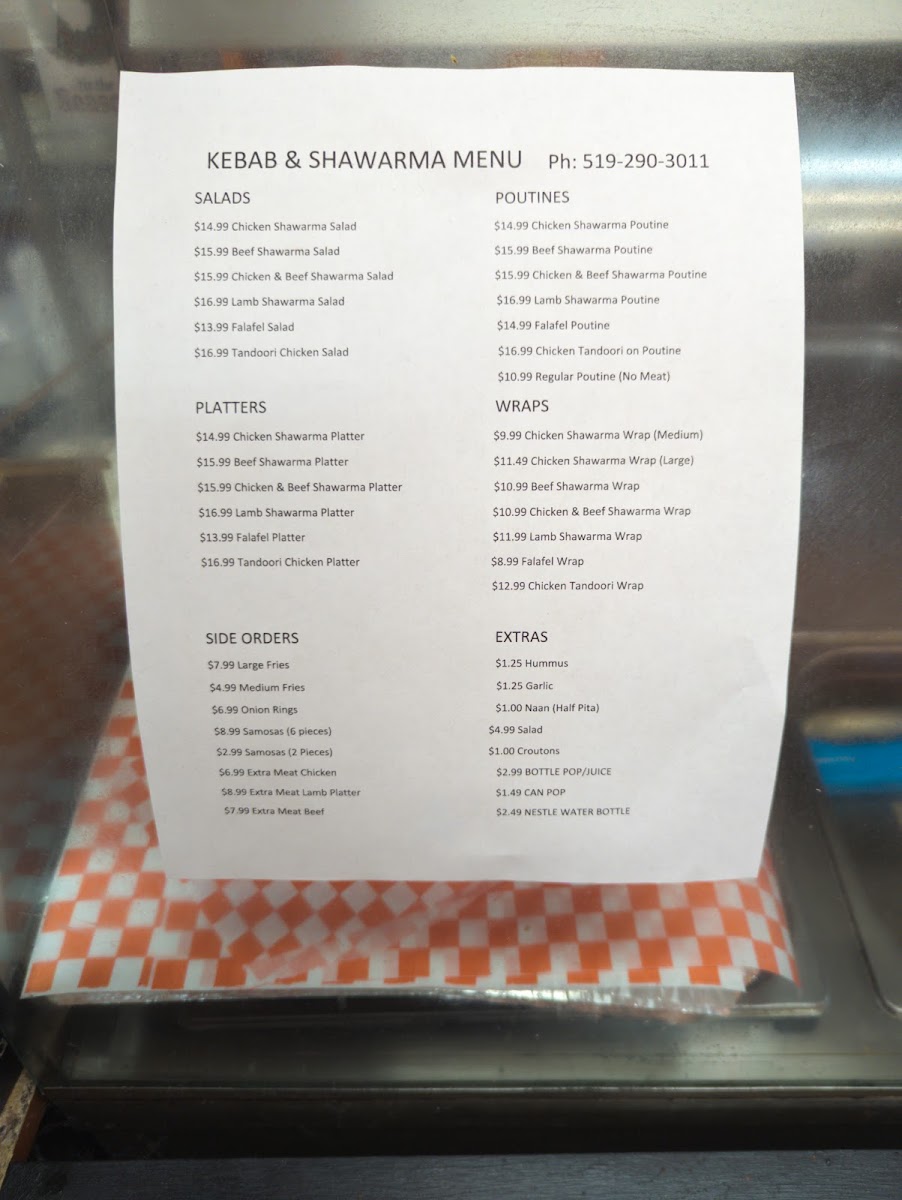 KEBAB & SHAWARMA MENU Ph: 519-290-3011
SALADS
$14.99 Chicken Shawarma Salad
$15.99 Beef Shawarma Salad
$15.99 Chicken & Beef Shawarma Salad
$16.99 Lamb Shawarma Salad
$13.99 Falafel Salad
$16.99 Tandoori Chicken Salad
POUTINES
$14.99 Chicken Shawarma Poutine
$15.99 Beef Shawarma Poutine
$15.99 Chicken & Beef Shawarma Poutine
$16.99 Lamb Shawarma Poutine
$14.99 Falafel Poutine
$16.99 Chicken Tandoori on Poutine
$10.99 Regular Poutine (No Meat)
PLATTERS
$14.99 Chicken Shawarma Platter
$15.99 Beef Shawarma Platter
$15.99 Chicken & Beef Shawarma Platter
$16.99 Lamb Shawarma Platter
$13.99 Falafel Platter
$16.99 Tandoori Chicken Platter
WRAPS
$9.99 Chicken Shawarma Wrap (Medium)
$11.49 Chicken Shawarma Wrap (Large)
$10.99 Beef Shawarma Wrap
$10.99 Chicken & Beef Shawarma Wrap
$11.99 Lamb Shawarma Wrap
$8.99 Falafel Wrap
$12.99 Chicken Tandoori Wrap
SIDE ORDERS
$7.99 Large Fries
$4.99 Medium Fries
$6.99 Onion Rings
$8.99 Samosas (6 pieces)
$2.99 Samosas (2 Pieces)
$6.99 Extra Meat Chicken
$8.99 Extra Meat Lamb Platter
$7.99 Extra Meat Beef
EXTRAS
$1.25 Hummus
$1.25 Garlic
$1.00 Naan (Half Pita)
$4.99 Salad
$1.00 Croutons
$2.99 BOTTLE POP/JUICE
$1.49 CAN POP
$2.49 NESTLE WATER BOTTLE